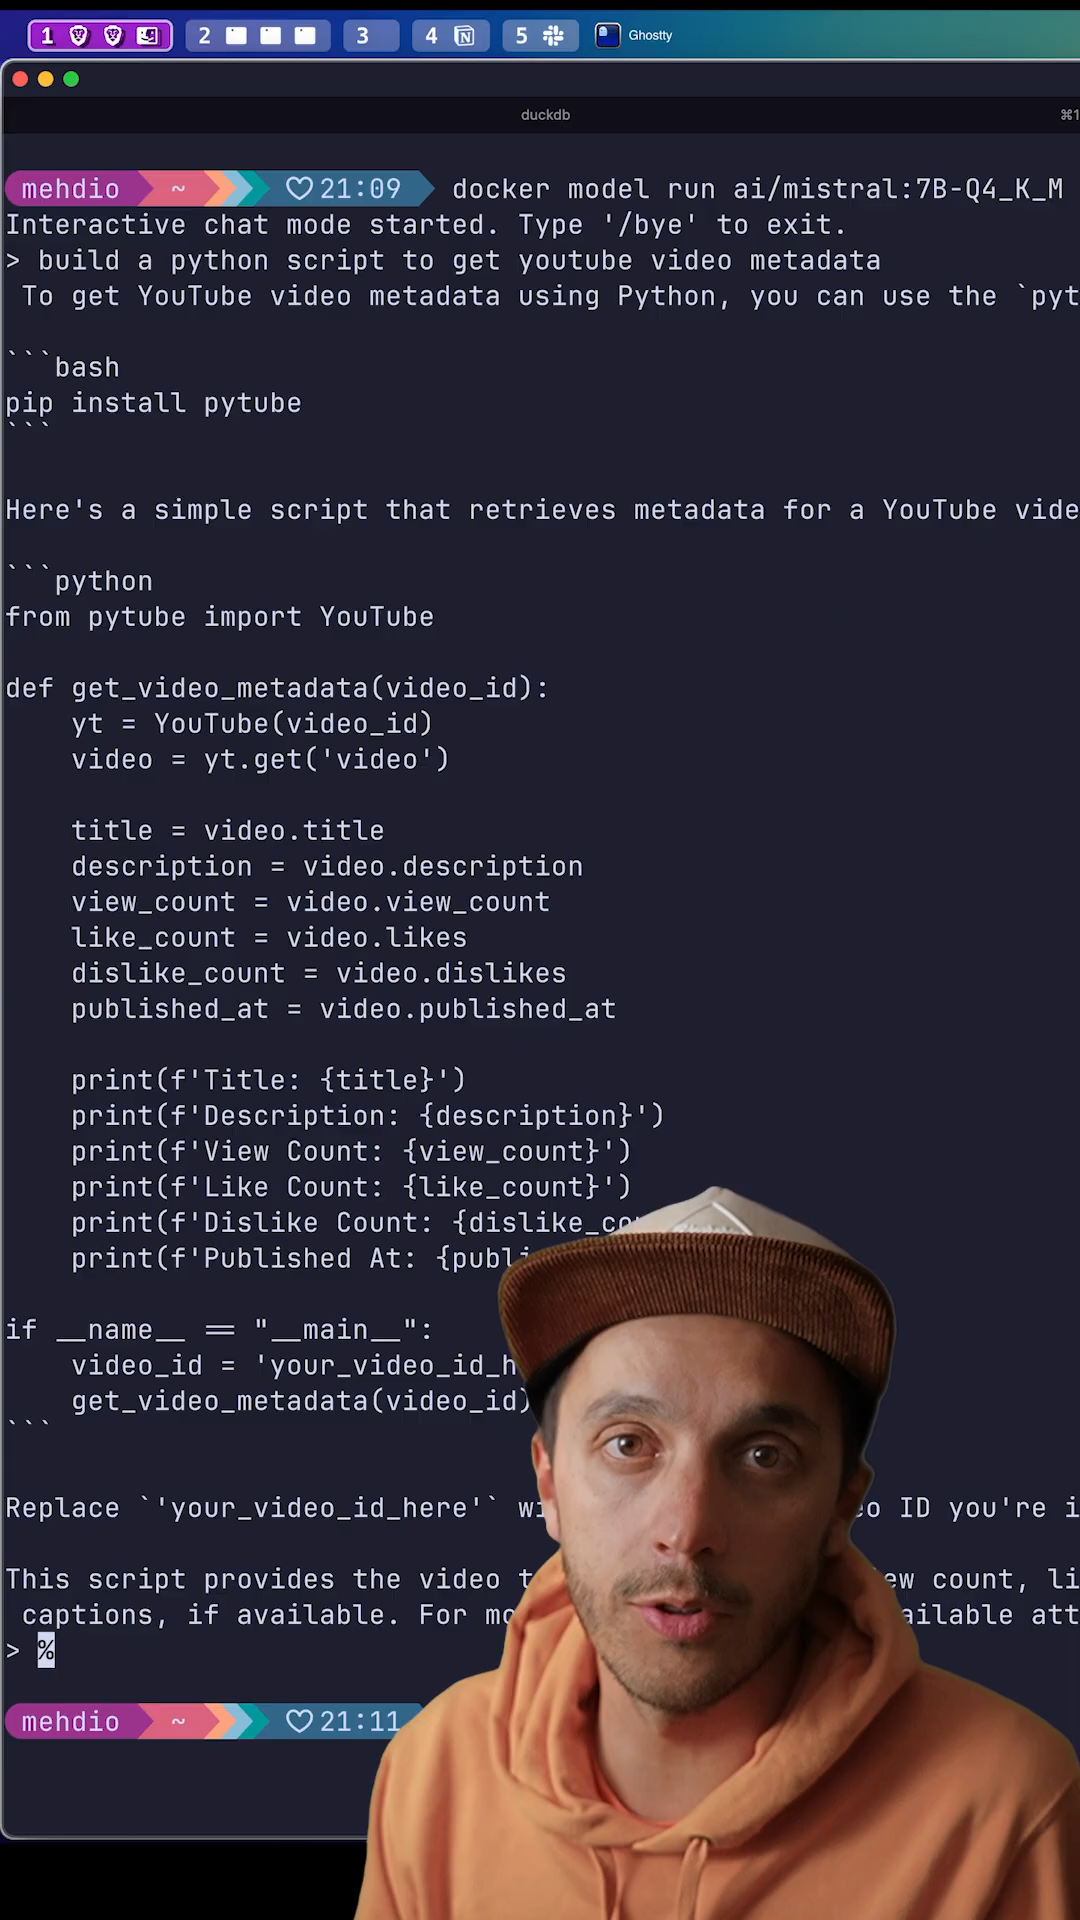 1 2 3 4 5 Ghostty
duckdb ⌘1
mehdio ~ 21:09 docker model run ai/mistral:7B-Q4_K_M
Interactive chat mode started. Type '/bye' to exit.
> build a python script to get youtube video metadata
To get YouTube video metadata using Python, you can use the `pyt
```bash
pip install pytube
```
Here's a simple script that retrieves metadata for a YouTube vide
```python
from pytube import YouTube
def get_video_metadata(video_id):
    yt = YouTube(video_id)
    video = yt.get('video')
    title = video.title
    description = video.description
    view_count = video.view_count
    like_count = video.likes
    dislike_count = video.dislikes
    published_at = video.published_at
    print(f'Title: {title}')
    print(f'Description: {description}')
    print(f'View Count: {view_count}')
    print(f'Like Count: {like_count}')
    print(f'Dislike Count: {dislike_cou
    print(f'Published At: {publi
if __name__ == "__main__":
    video_id = 'your_video_id_h
    get_video_metadata(video_id)
```
Replace `'your_video_id_here'` wi eo ID you're i
This script provides the video t ew count, li
captions, if available. For mo ailable att
> %
mehdio ~ 21:11